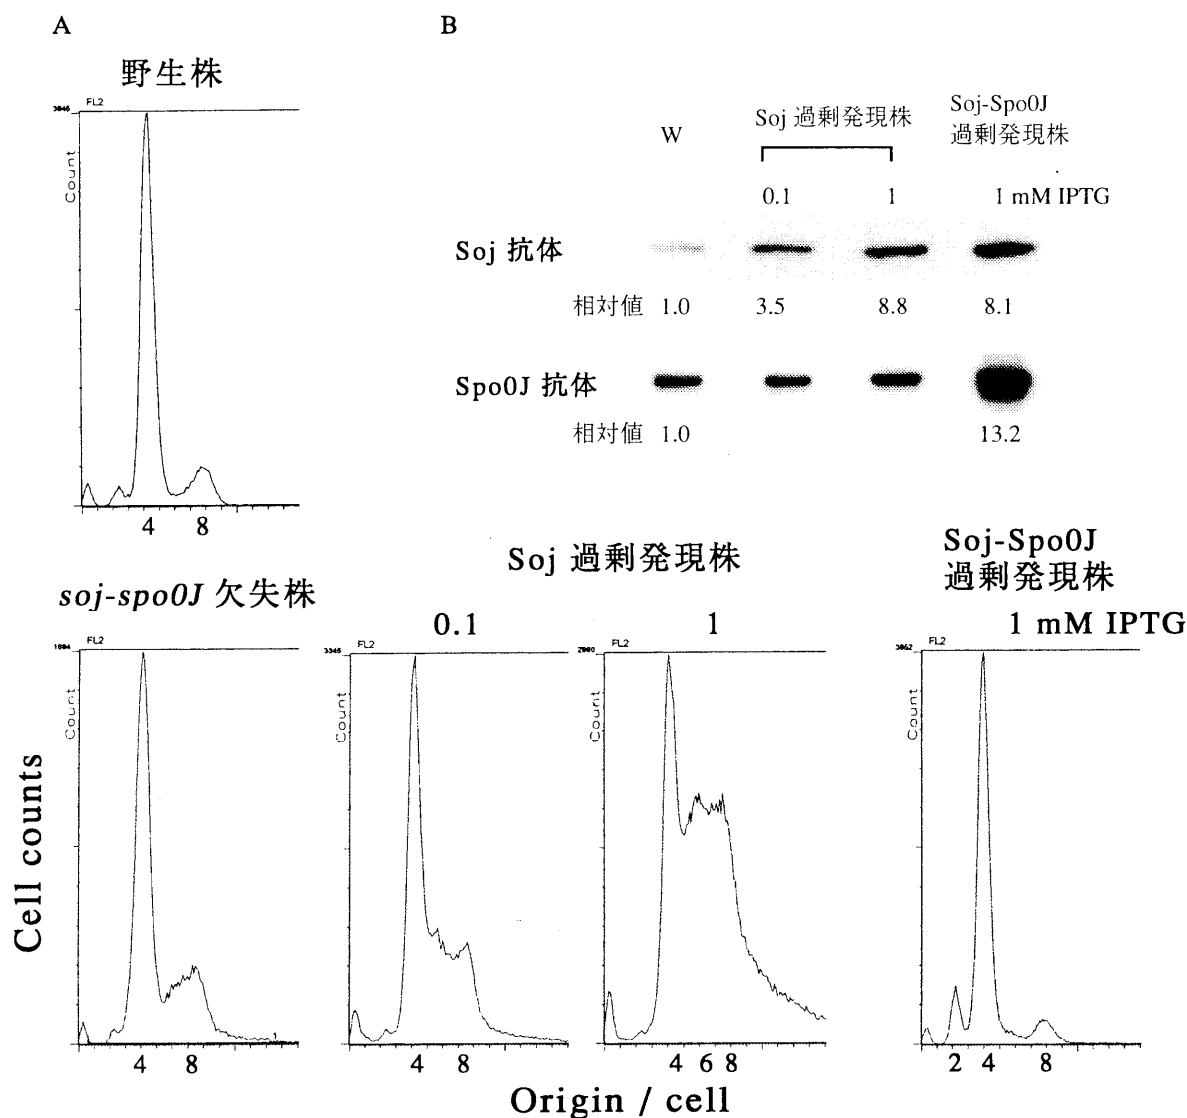 A
B
野生株
3046
FL2
Count
4 8
W
Soj 過剰発現株
Soj-Spo0J
過剰発現株
0.1 1 1 mM IPTG
Soj 抗体
相対値 1.0 3.5 8.8 8.1
Spo0J 抗体
相対値 1.0 13.2
soj-spo0J 欠失株
Soj 過剰発現株
Soj-Spo0J
過剰発現株
0.1 1 1 mM IPTG
FL2
Count
4 8
3346
FL2
Count
4 8
FL2
Count
4 6 8
FL2
Count
2 4 8
Cell counts
Origin / cell